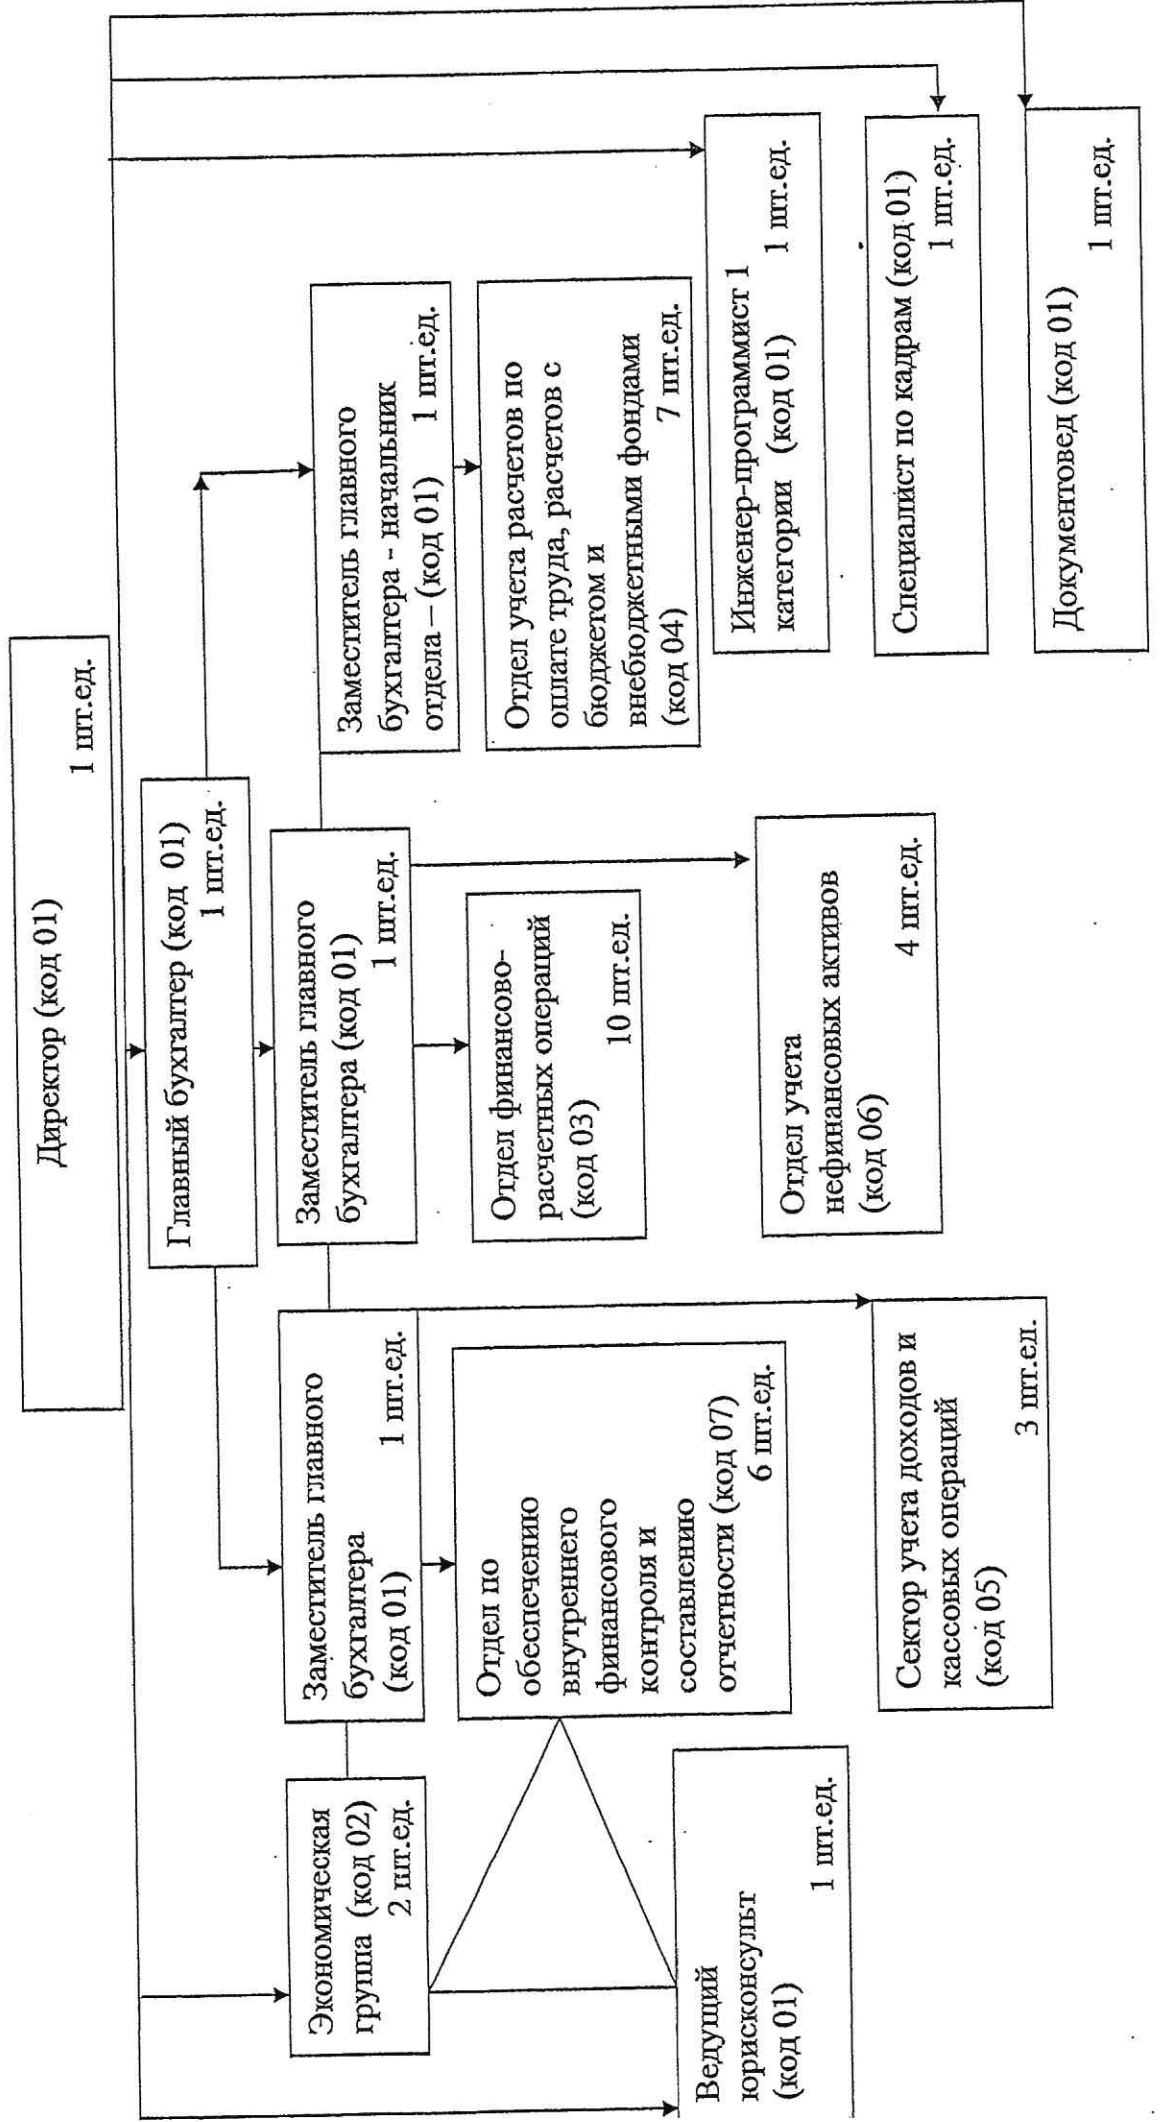 Директор (код 01)
1 шт.ед.
Главный бухгалтер (код 01)
1 шт.ед.
Экономическая
группа (код 02)
2 шт.ед.
Заместитель главного
бухгалтера
(код 01)
1 шт.ед.
Заместитель главного
бухгалтера (код 01)
1 шт.ед.
Заместитель главного
бухгалтера - начальник
отдела – (код 01) 1 шт.ед.
Отдел по
обеспечению
внутреннего
финансового
контроля и
составлению
отчетности (код 07)
6 шт.ед.
Отдел финансово-
расчетных операций
(код 03)
10 шт.ед.
Отдел учета расчетов по
оплате труда, расчетов с
бюджетом и
внебюджетными фондами
(код 04)
7 шт.ед.
Ведущий
юрисконсульт
(код 01)
1 шт.ед.
Отдел учета
нефинансовых активов
(код 06)
4 шт.ед.
Инженер-программист 1
категории (код 01) 1 шт.ед.
Сектор учета доходов и
кассовых операций
(код 05)
3 шт.ед.
Специалист по кадрам (код 01)
1 шт.ед.
Документовед (код 01)
1 шт.ед.